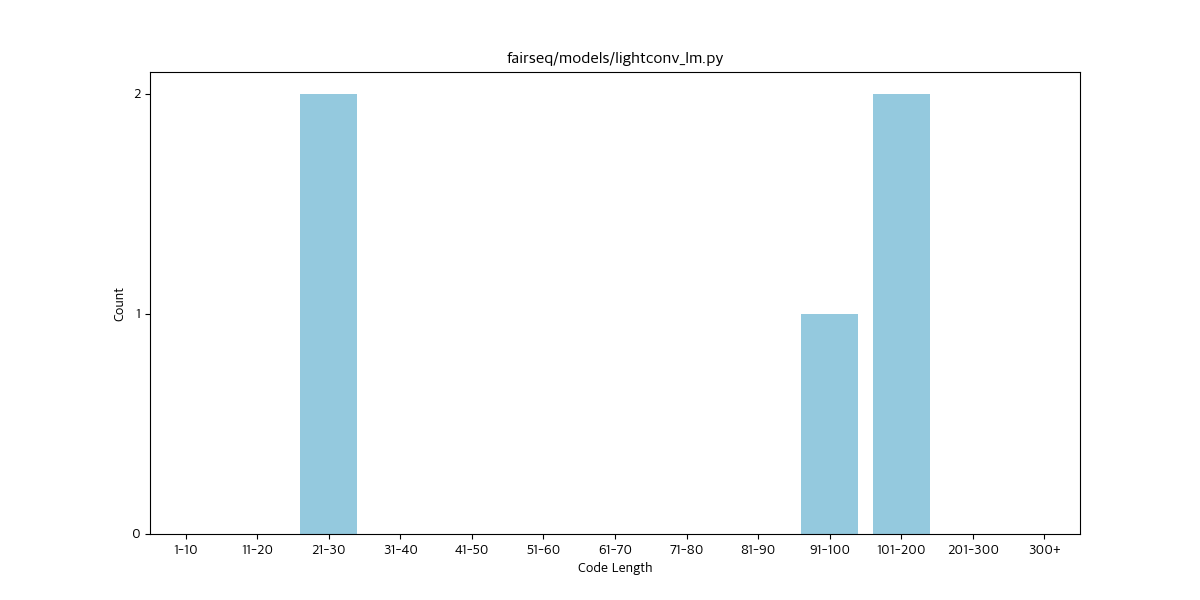 fairseq/models/lightconv_lm.py
2
1
0
Count
1-10 11-20 21-30 31-40 41-50 51-60 61-70 71-80 81-90 91-100 101-200 201-300 300+
Code Length